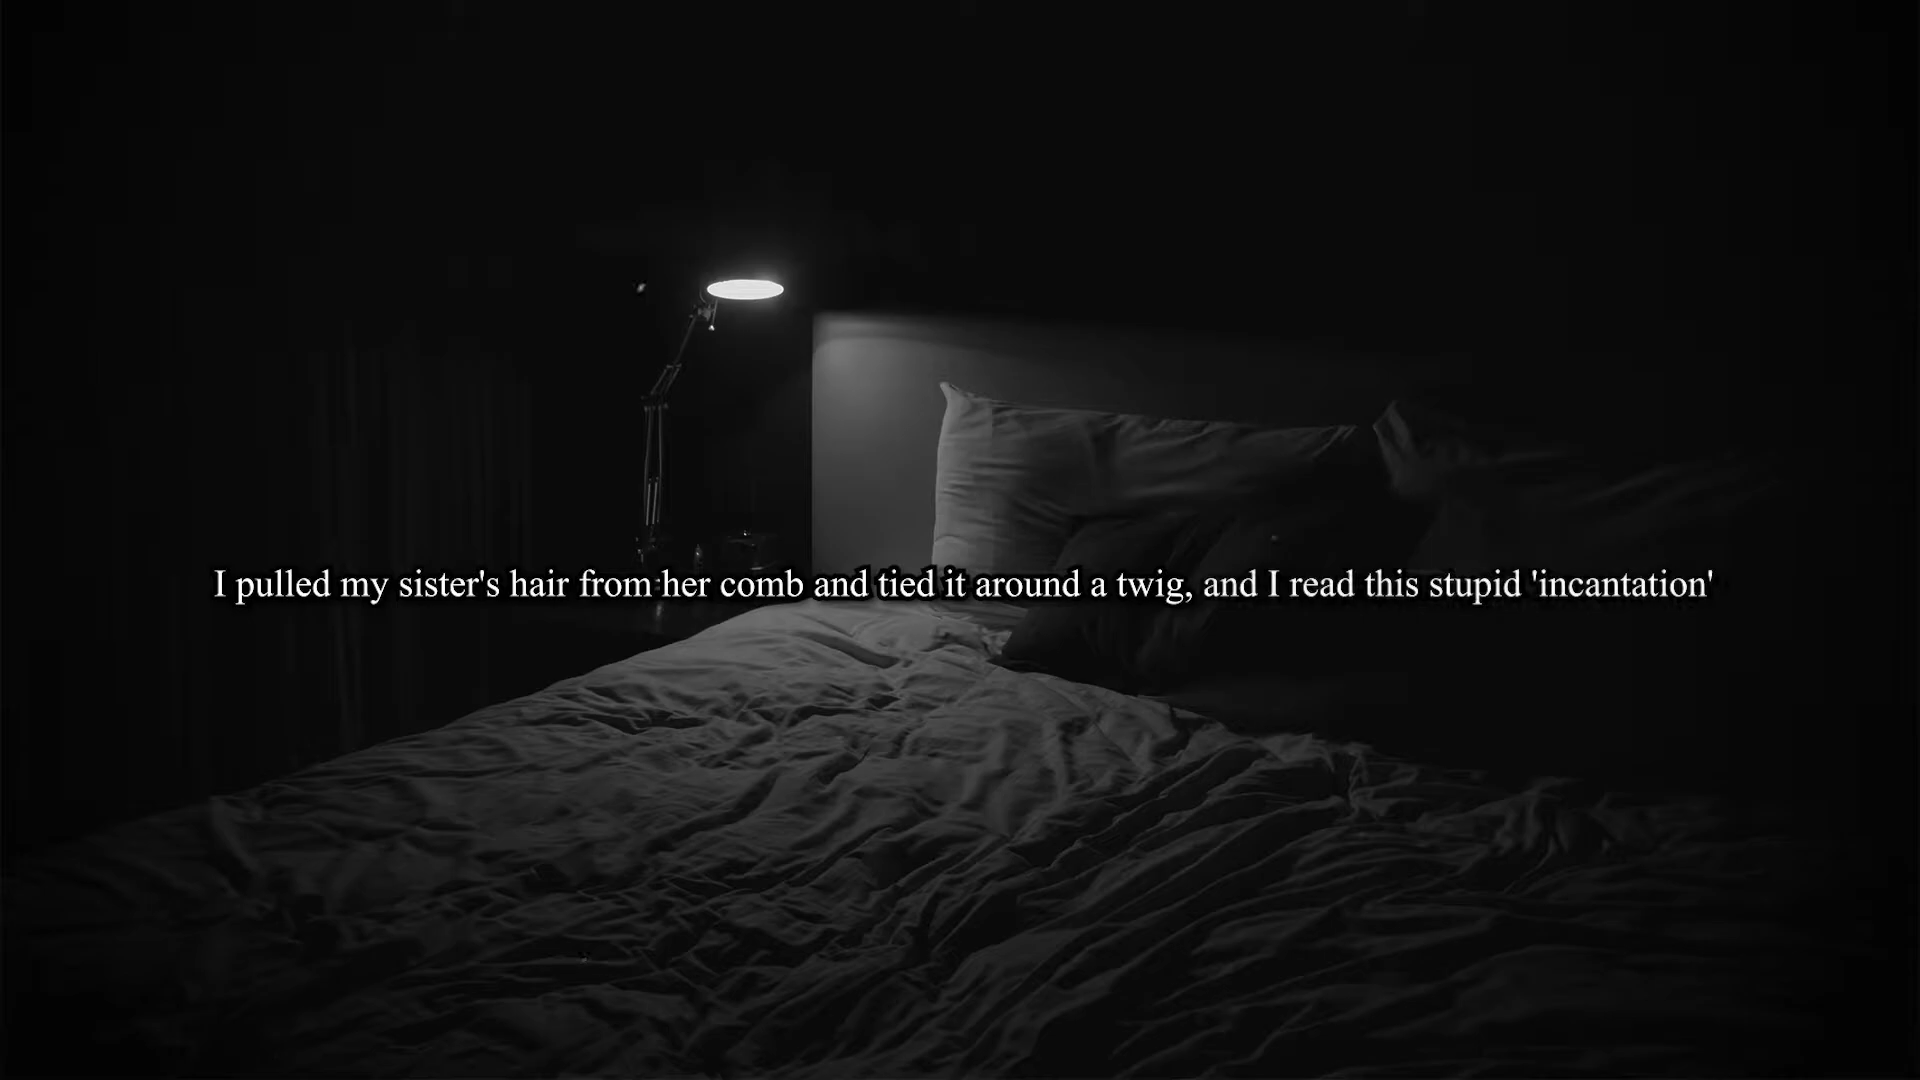 I pulled my sister's hair from her comb and tied it around a twig, and I read this stupid 'incantation'